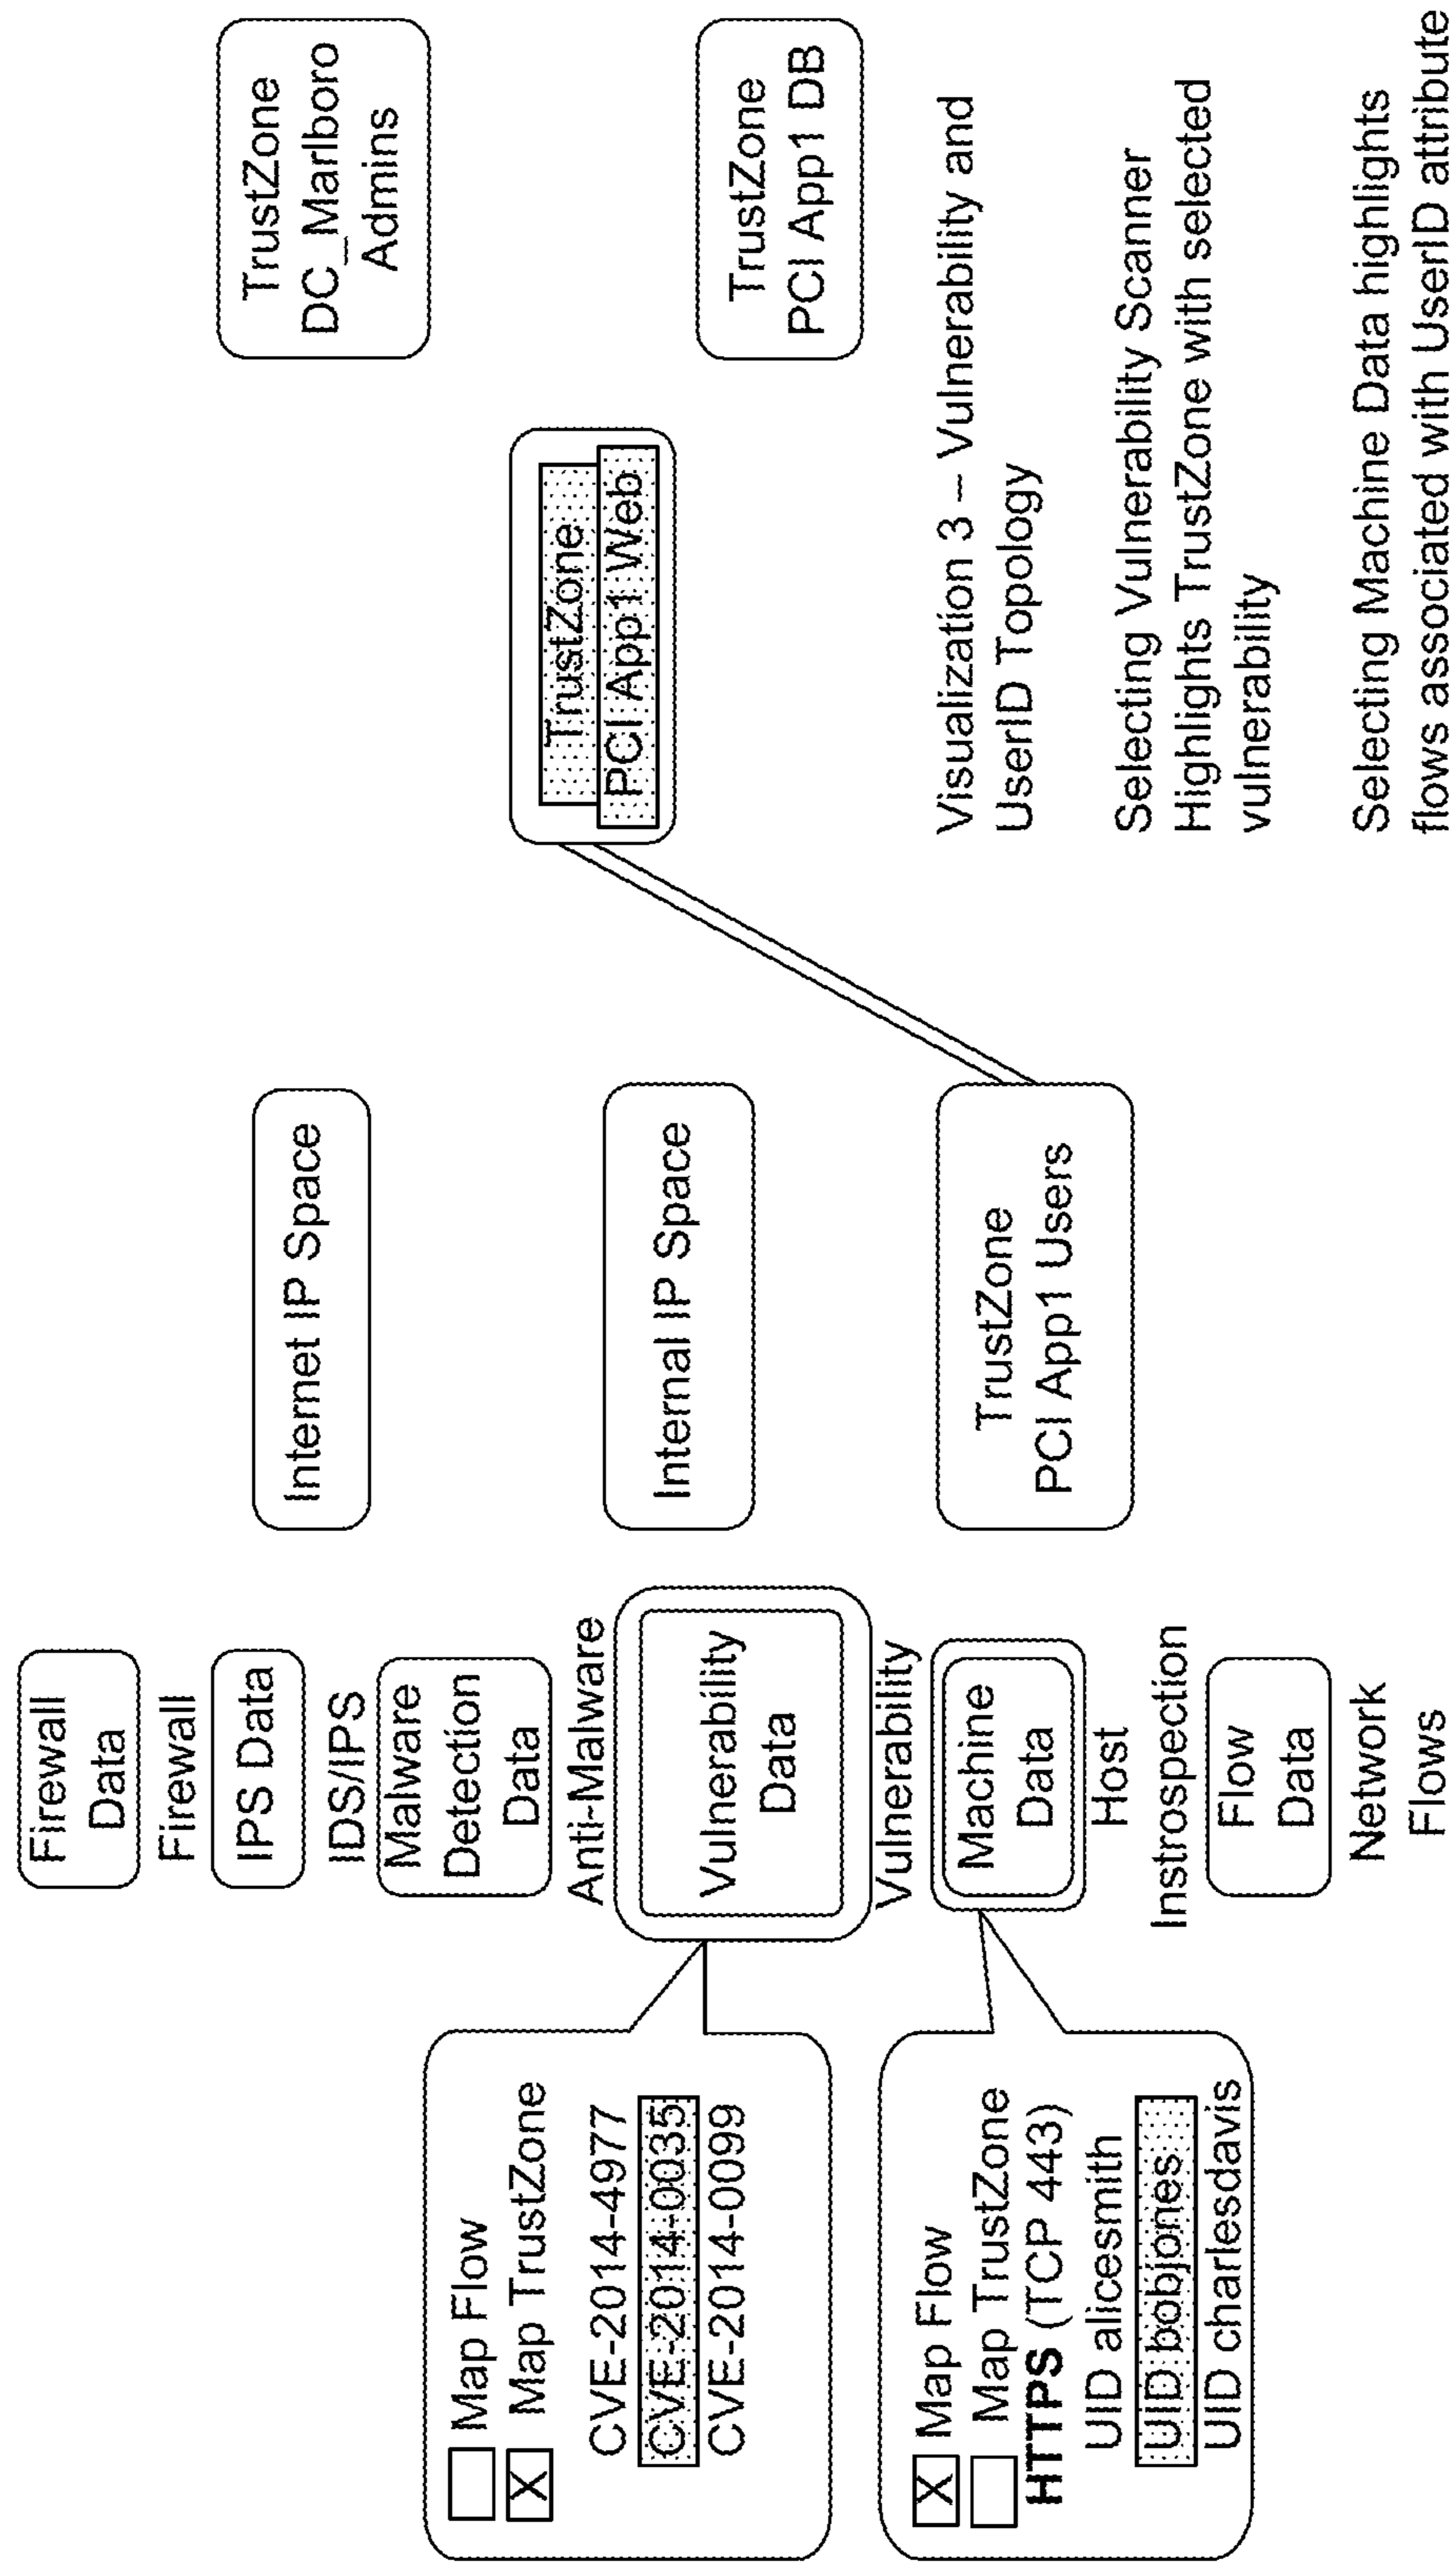 Map Flow
X Map TrustZone
CVE-2014-4977
CVE-2014-0035
CVE-2014-0099
X Map Flow
Map TrustZone
HTTPS (TCP 443)
UID alicesmith
UID bobjones
UID charlesdavis
Firewall
Data
Firewall
IPS Data
IDS/IPS
Malware
Detection
Data
Anti-Malware
Vulnerability
Data
Vulnerability
Machine
Data
Host
Instrospection
Flow
Data
Network
Flows
Internet IP Space
Internal IP Space
TrustZone
PCI App1 Users
TrustZone
PCI App1 Web
TrustZone
DC_Marlboro
Admins
TrustZone
PCI App1 DB
Visualization 3 – Vulnerability and
UserID Topology
Selecting Vulnerability Scanner
Highlights TrustZone with selected
vulnerability
Selecting Machine Data highlights
flows associated with UserID attribute